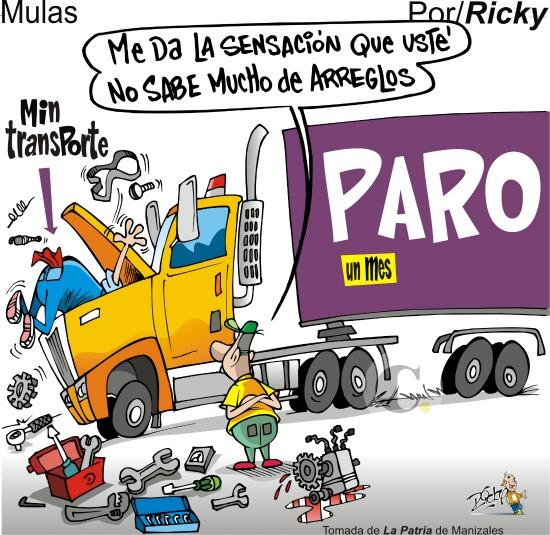 Mulas
Por/Ricky
Me Da LA SENSACIÓN QUE USTÉ
NO SABE MUCHO de ARREGLOS
Min
transporte
PARO
un mes
Ricky
Tomada de La Patria de Manizales